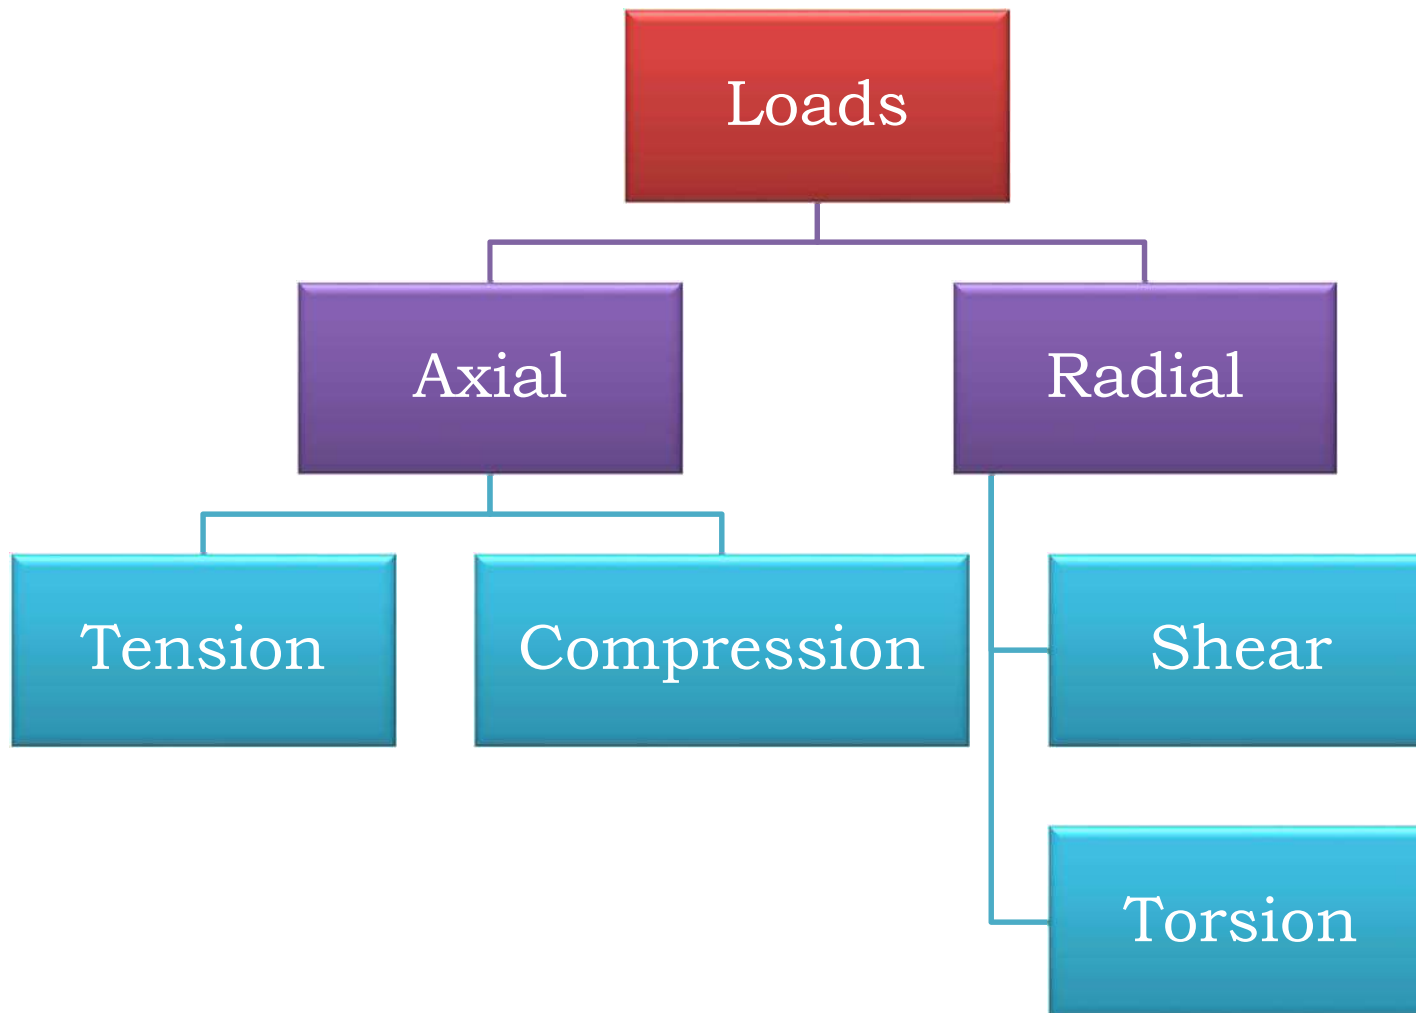 Loads
Axial
Radial
Tension
Compression
Shear
Torsion